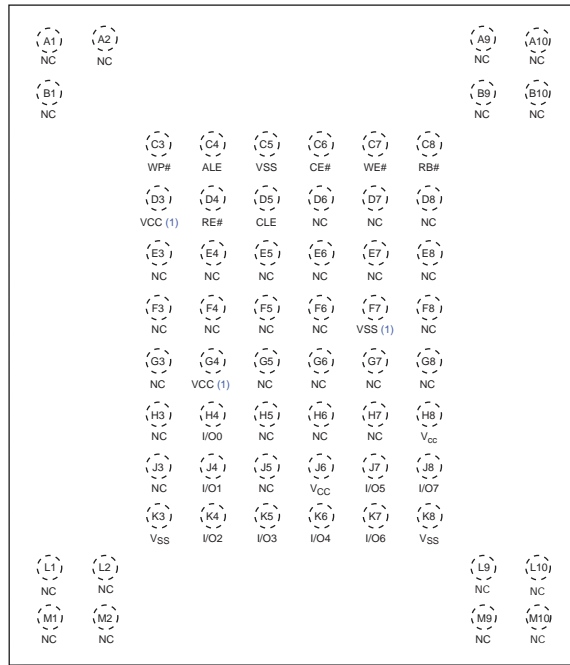 A1 A2 A9 A10
NC NC NC NC
B1 B9 B10
NC NC NC
C3 C4 C5 C6 C7 C8
WP# ALE VSS CE# WE# RB#
D3 D4 D5 D6 D7 D8
VCC (1) RE# CLE NC NC NC
E3 E4 E5 E6 E7 E8
NC NC NC NC NC NC
F3 F4 F5 F6 F7 F8
NC NC NC NC VSS (1) NC
G3 G4 G5 G6 G7 G8
NC VCC (1) NC NC NC NC
H3 H4 H5 H6 H7 H8
NC I/O0 NC NC NC Vcc
J3 J4 J5 J6 J7 J8
NC I/O1 NC VCC I/O5 I/O7
K3 K4 K5 K6 K7 K8
VSS I/O2 I/O3 I/O4 I/O6 VSS
L1 L2 L9 L10
NC NC NC NC
M1 M2 M9 M10
NC NC NC NC